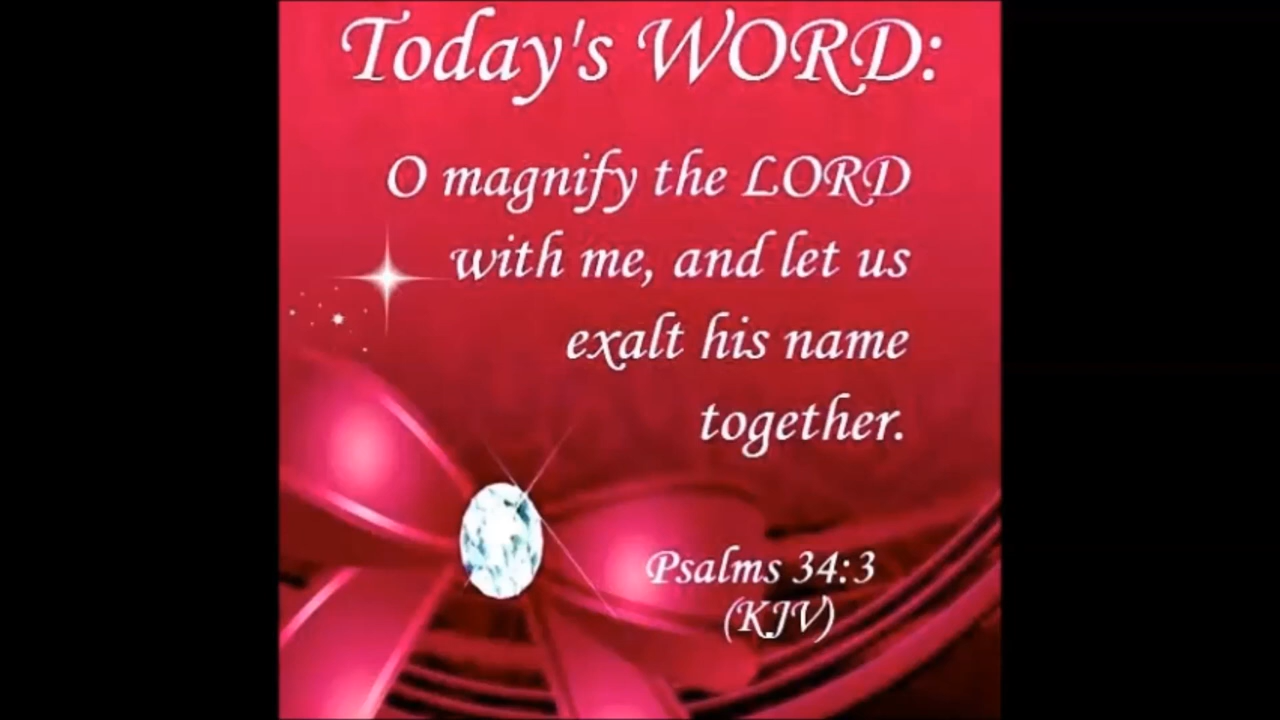 Today's WORD:
O magnify the LORD
with me, and let us
exalt his name
together.
Psalms 34:3
(KJV)